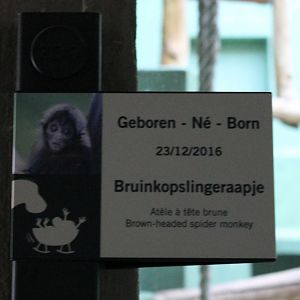 Geboren - Né - Born
23/12/2016
Bruinkopslingeraapje
Atèle à tête brune
Brown-headed spider monkey